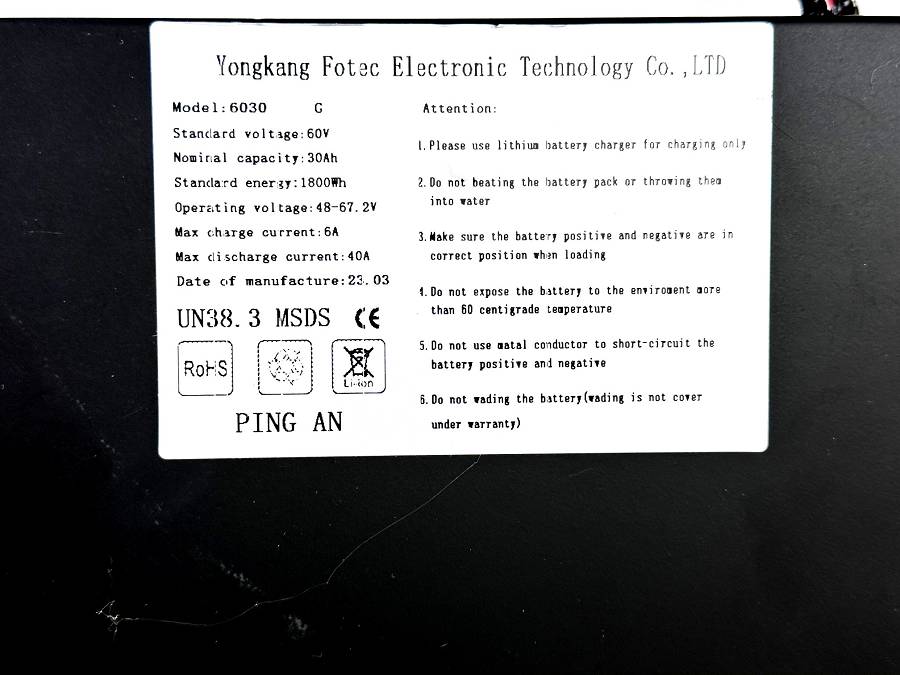 Yongkang Fotec Electronic Technology Co.,LTD
Model:6030 G
Standard voltage:60V
Nominal capacity:30Ah
Standard energy:1800Wh
Operating voltage:48-67.2V
Max charge current:6A
Max discharge current:40A
Date of manufacture:23.03
UN38.3 MSDS CE
RoHS
Li-ion
PING AN
Attention:
1.Please use lithium battery charger for charging only
2.Do not beating the battery pack or throwing them
into water
3.Make sure the battery positive and negative are in
correct position when loading
4.Do not expose the battery to the enviroment more
than 60 centigrade temperature
5.Do not use matal conductor to short-circuit the
battery positive and negative
6.Do not wading the battery(wading is not cover
under warranty)